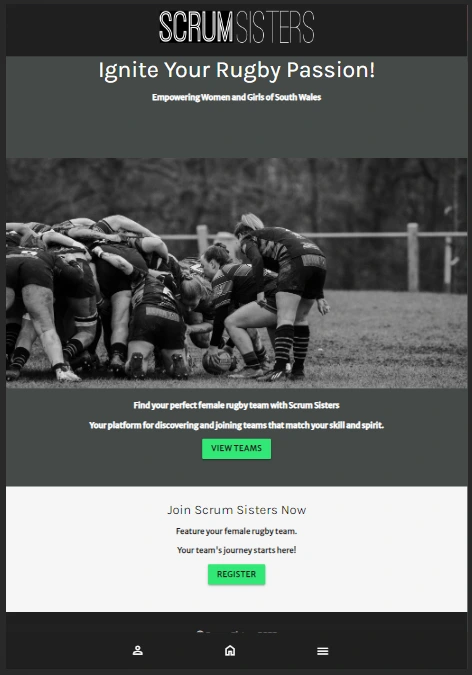 SCRUMSISTERS
Ignite Your Rugby Passion!
Empowering Women and Girls of South Wales
Find your perfect female rugby team with Scrum Sisters
Your platform for discovering and joining teams that match your skill and spirit.
VIEW TEAMS
Join Scrum Sisters Now
Feature your female rugby team.
Your team's journey starts here!
REGISTER